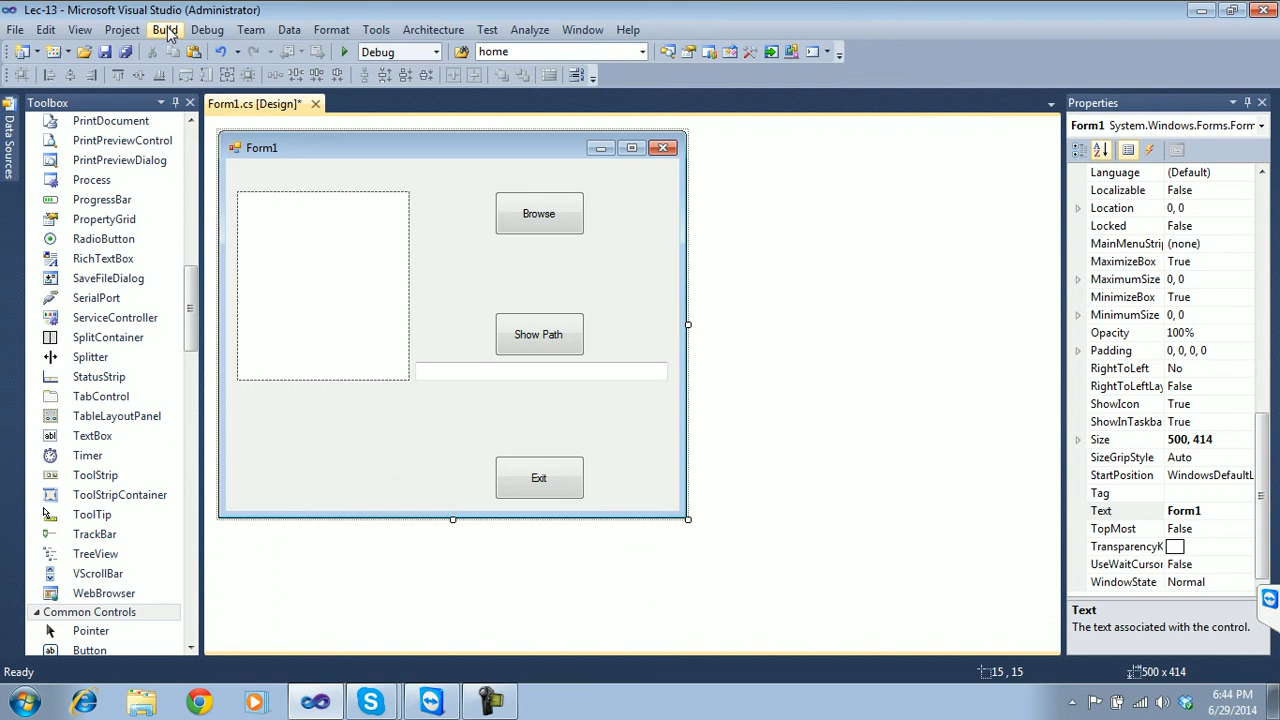 Lec-13 - Microsoft Visual Studio (Administrator)
File Edit View Project Build Debug Team Data Format Tools Architecture Test Analyze Window Help
Debug home
Toolbox
Form1.cs [Design]*
Properties
Data Sources
PrintDocument
PrintPreviewControl
PrintPreviewDialog
Process
ProgressBar
PropertyGrid
RadioButton
RichTextBox
SaveFileDialog
SerialPort
ServiceController
SplitContainer
Splitter
StatusStrip
TabControl
TableLayoutPanel
TextBox
Timer
ToolStrip
ToolStripContainer
ToolTip
TrackBar
TreeView
VScrollBar
WebBrowser
Common Controls
Pointer
Button
Form1
Browse
Show Path
Exit
Form1 System.Windows.Forms.Form
Language (Default)
Localizable False
Location 0, 0
Locked False
MainMenuStri (none)
MaximizeBox True
MaximumSize 0, 0
MinimizeBox True
MinimumSize 0, 0
Opacity 100%
Padding 0, 0, 0, 0
RightToLeft No
RightToLeftLay False
ShowIcon True
ShowInTaskba True
Size 500, 414
SizeGripStyle Auto
StartPosition WindowsDefaultL
Tag
Text Form1
TopMost False
TransparencyK
UseWaitCursor False
WindowState Normal
Text
The text associated with the control.
Ready 15 , 15 500 x 414
6:44 PM
6/29/2014